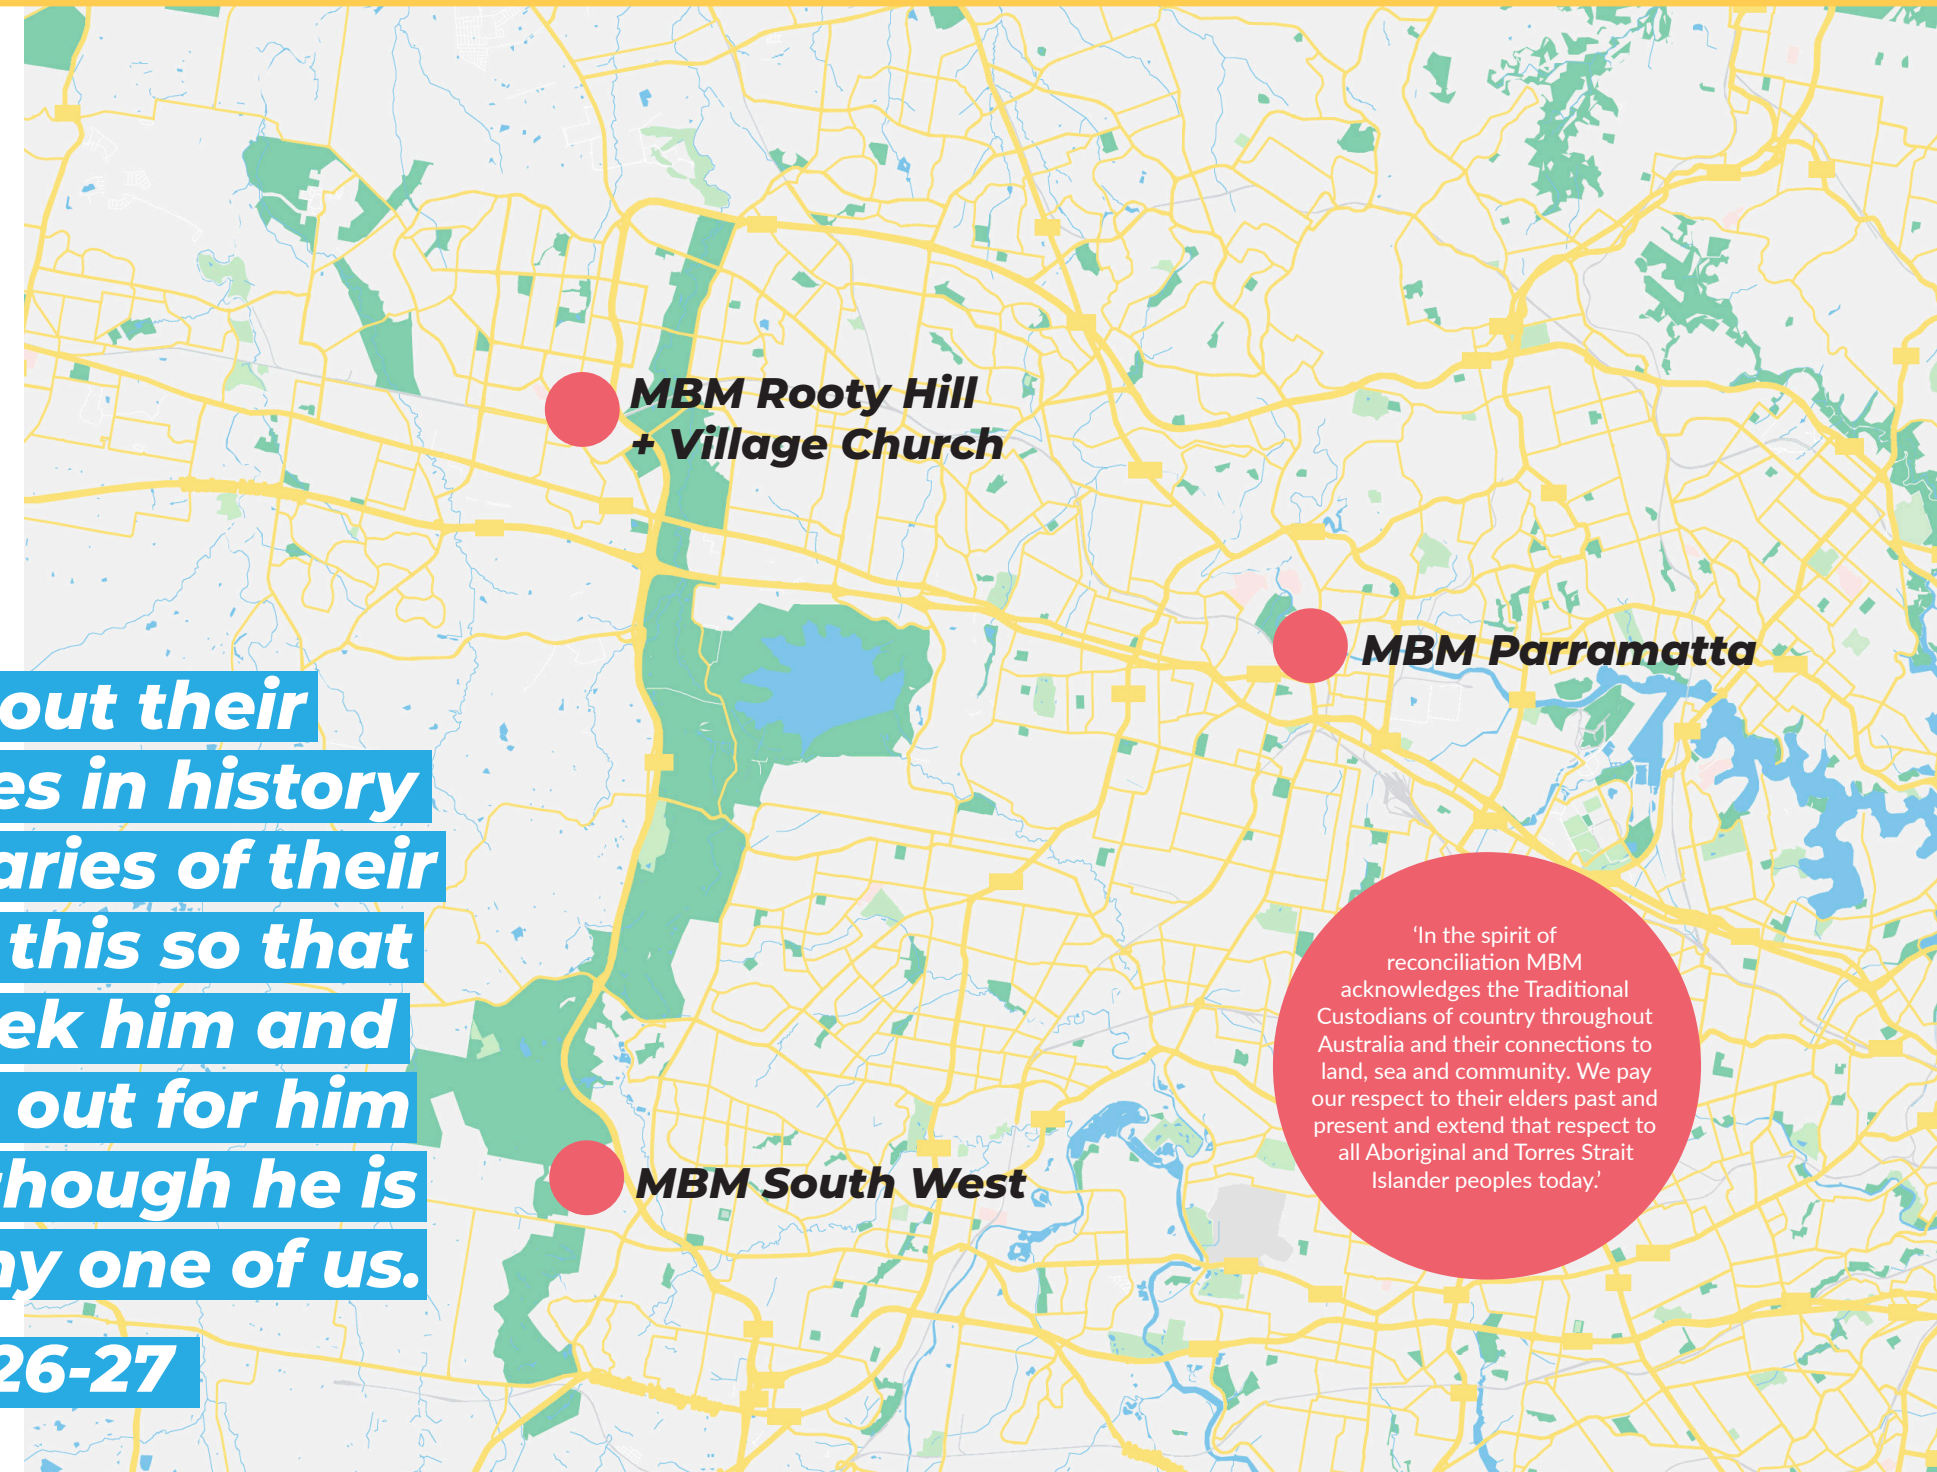 MBM Rooty Hill
+ Village Church
MBM Parramatta
out their
es in history
aries of their
this so that
ek him and
out for him
though he is
ny one of us.
26-27
MBM South West
‘In the spirit of
reconciliation MBM
acknowledges the Traditional
Custodians of country throughout
Australia and their connections to
land, sea and community. We pay
our respect to their elders past and
present and extend that respect to
all Aboriginal and Torres Strait
Islander peoples today.’